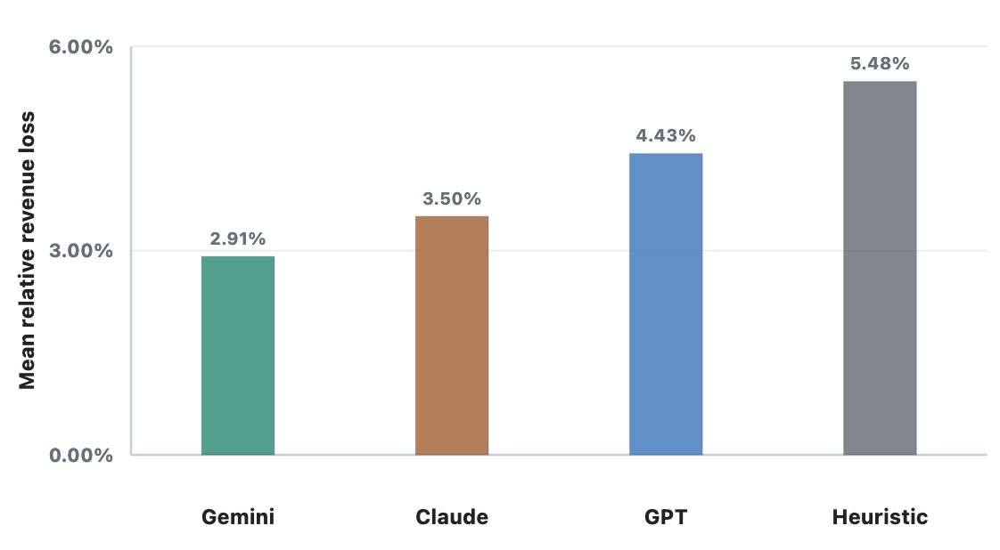 6.00%
5.48%
4.43%
3.50%
3.00%
2.91%
0.00%
Mean relative revenue loss
Gemini
Claude
GPT
Heuristic